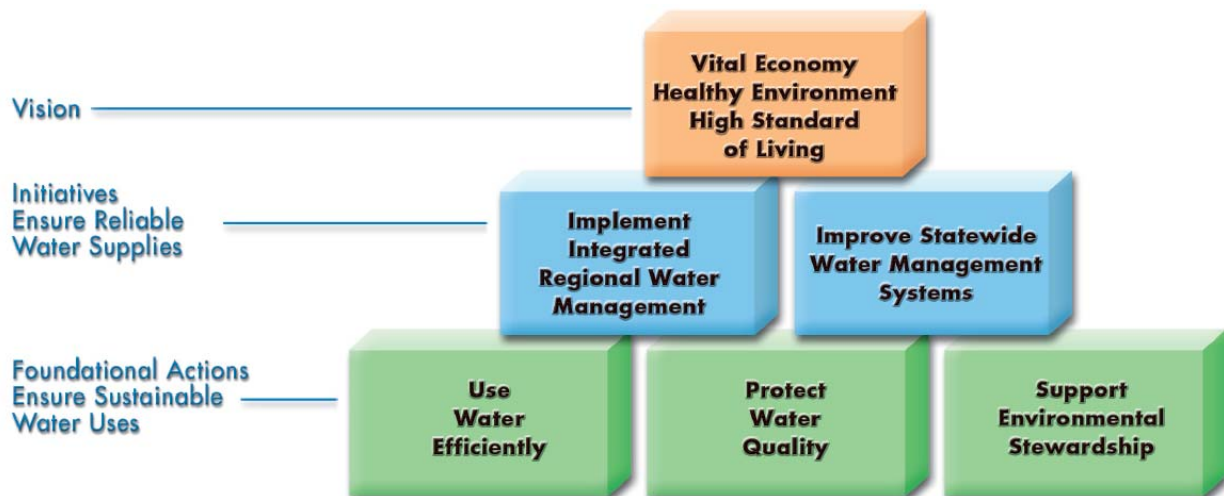 Vision
Vital Economy
Healthy Environment
High Standard
of Living
Initiatives
Ensure Reliable
Water Supplies
Implement
Integrated
Regional Water
Management
Improve Statewide
Water Management
Systems
Foundational Actions
Ensure Sustainable
Water Uses
Use
Water
Efficiently
Protect
Water
Quality
Support
Environmental
Stewardship